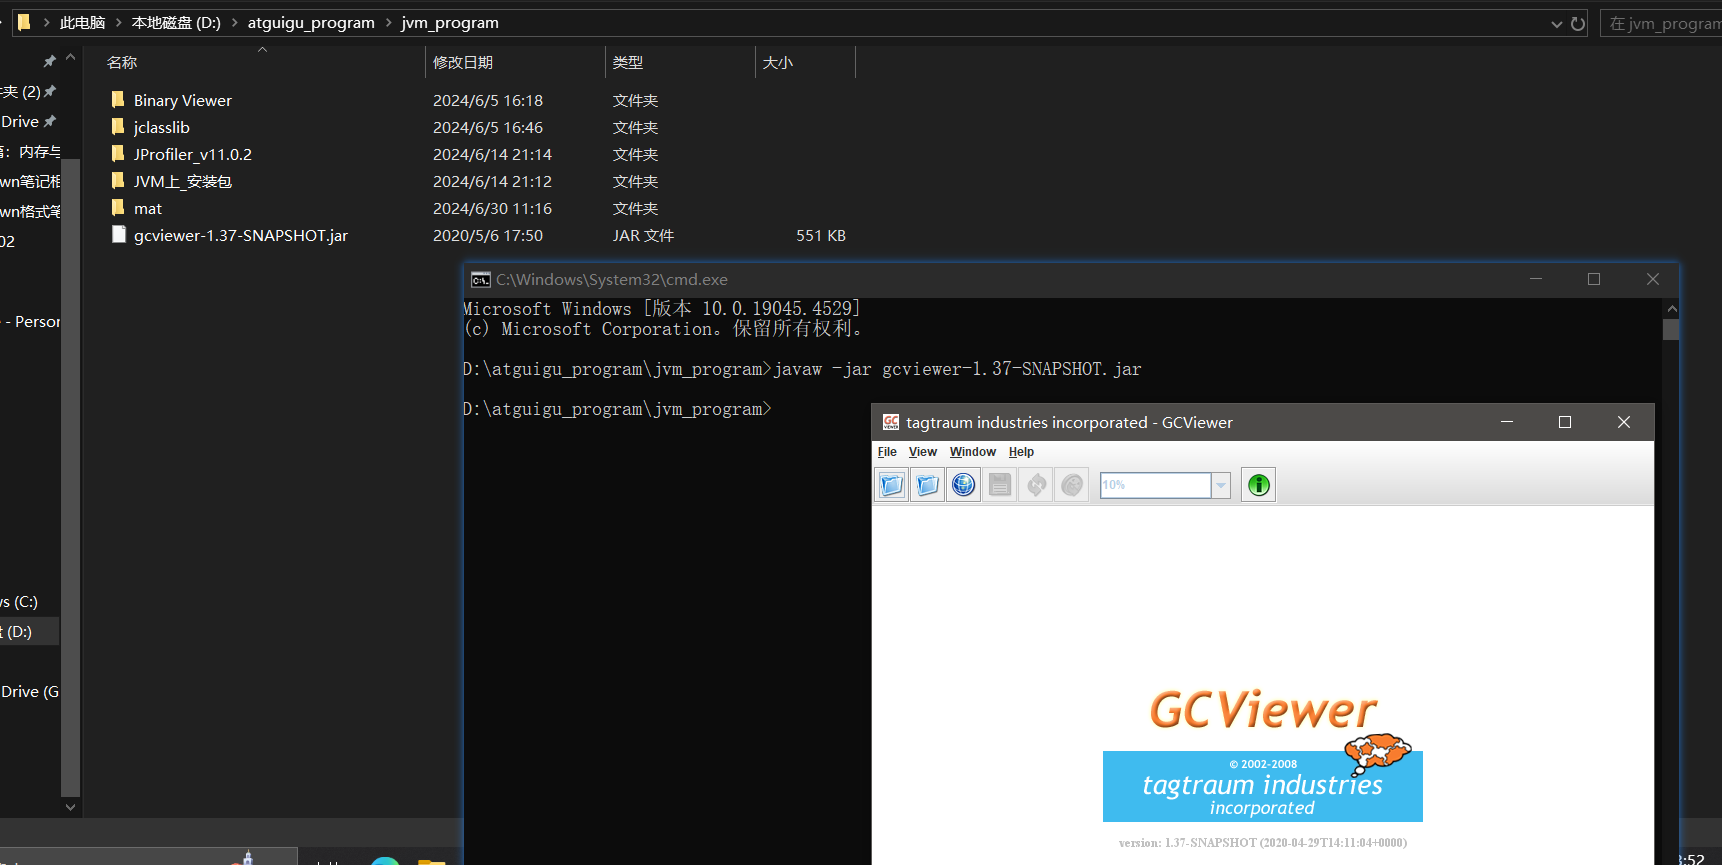 此电脑 > 本地磁盘 (D:) > atguigu_program > jvm_program
在 jvm_program
名称 修改日期 类型 大小
Binary Viewer 2024/6/5 16:18 文件夹
jclasslib 2024/6/5 16:46 文件夹
JProfiler_v11.0.2 2024/6/14 21:14 文件夹
JVM上_安装包 2024/6/14 21:12 文件夹
mat 2024/6/30 11:16 文件夹
gcviewer-1.37-SNAPSHOT.jar 2020/5/6 17:50 JAR 文件 551 KB
夹 (2)
Drive
：内存与
wn笔记相
wn格式笔
02
- Person
s (C:)
(D:)
Drive (G
C:\Windows\System32\cmd.exe
Microsoft Windows [版本 10.0.19045.4529]
(c) Microsoft Corporation。保留所有权利。
D:\atguigu_program\jvm_program>javaw -jar gcviewer-1.37-SNAPSHOT.jar
D:\atguigu_program\jvm_program>
GC VIEWER tagtraum industries incorporated - GCViewer
File View Window Help
10%
GCViewer
© 2002-2008
tagtraum industries
incorporated
version: 1.37-SNAPSHOT (2020-04-29T14:11:04+0000)
:52